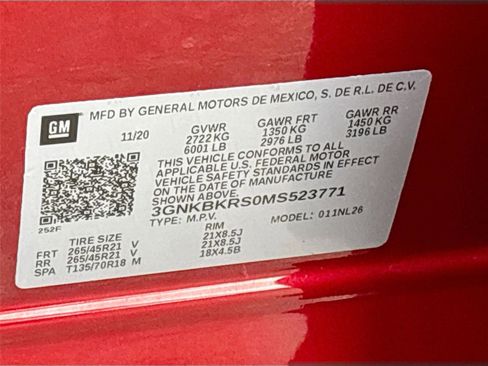 GM
MFD BY GENERAL MOTORS DE MEXICO, S. DE R.L. DE C.V.
11/20 GVWR GAWR FRT GAWR RR
2722 KG 1350 KG 1450 KG
6001 LB 2976 LB 3196 LB
THIS VEHICLE CONFORMS TO ALL
APPLICABLE U.S. FEDERAL MOTOR
VEHICLE SAFETY STANDARDS IN EFFECT
ON THE DATE OF MANUFACTURE
SHOWN ABOVE.
3GNKBKRS0MS523771
TYPE: M.P.V. MODEL: 011NL26
252F
TIRE SIZE RIM
FRT 265/45R21 V 21X8.5J
RR 265/45R21 V 21X8.5J
SPA T135/70R18 M 18X4.5B